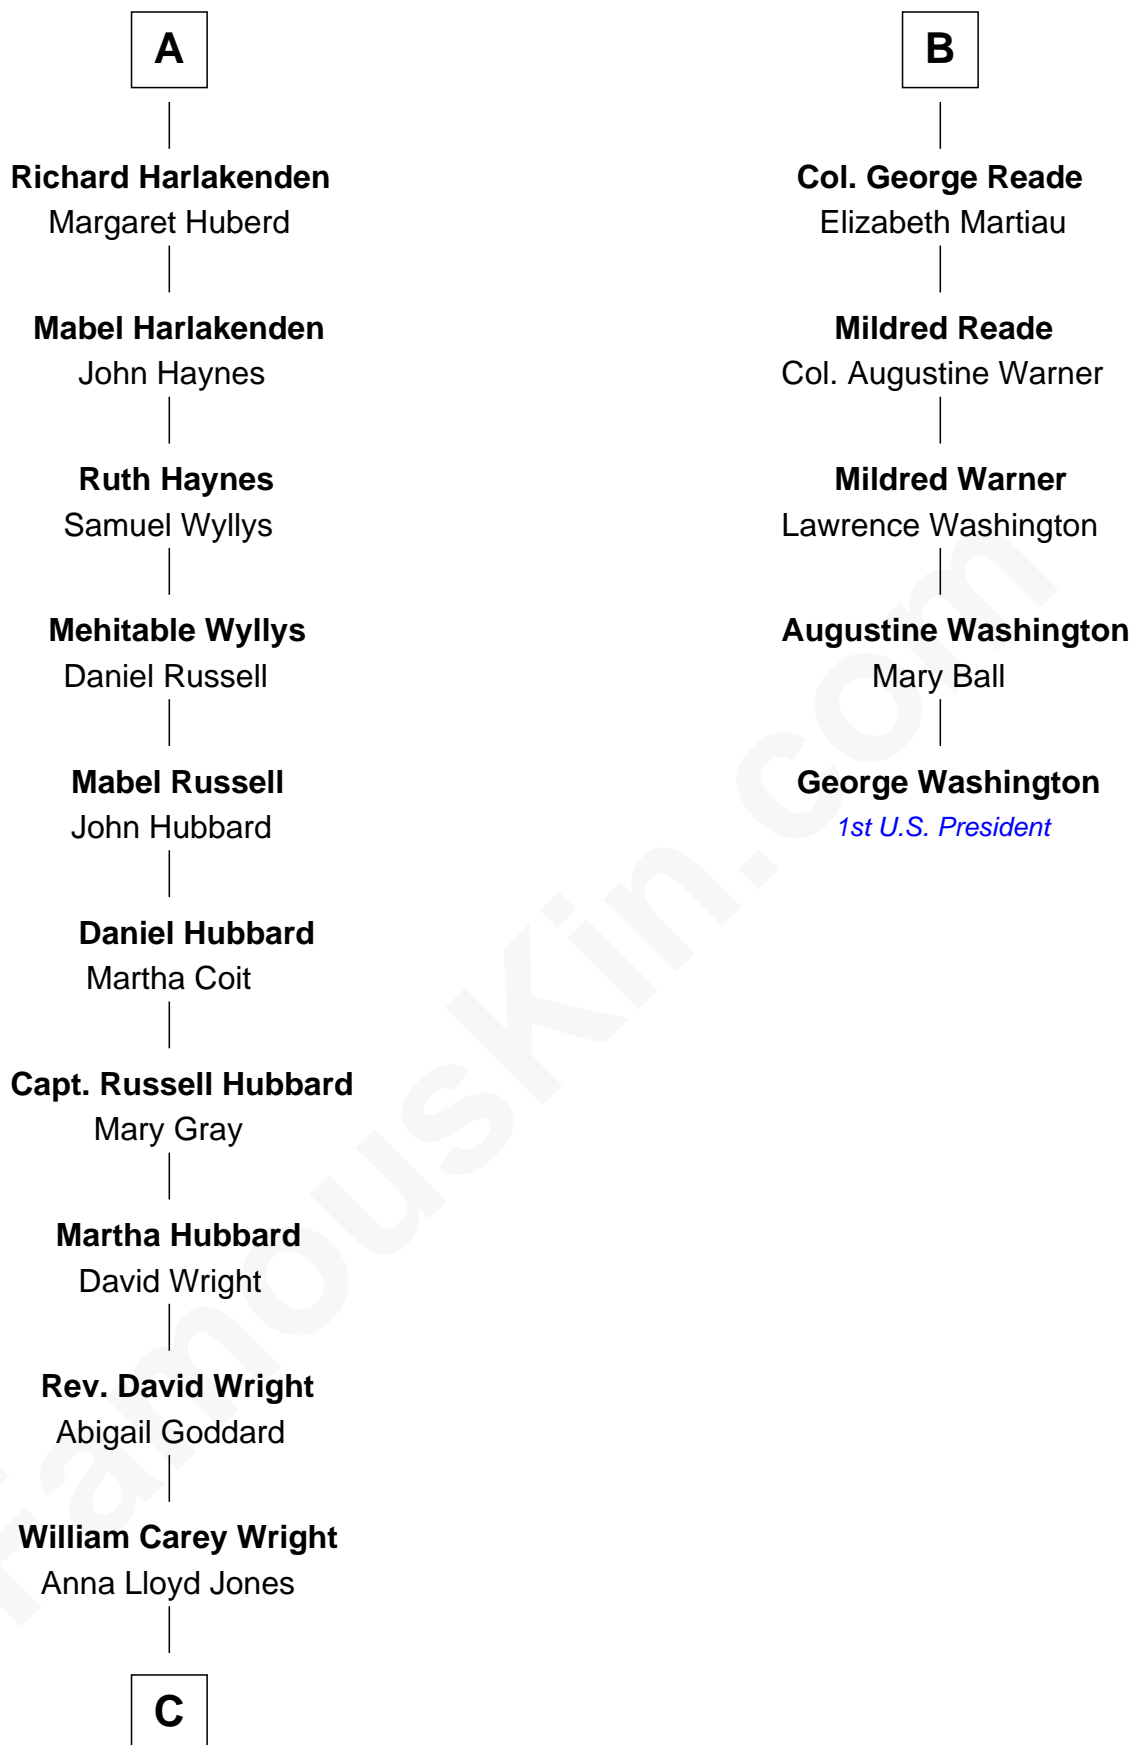 A
Richard Harlakenden
Margaret Huberd
Mabel Harlakenden
John Haynes
Ruth Haynes
Samuel Wyllys
Mehitable Wyllys
Daniel Russell
Mabel Russell
John Hubbard
Daniel Hubbard
Martha Coit
Capt. Russell Hubbard
Mary Gray
Martha Hubbard
David Wright
Rev. David Wright
Abigail Goddard
William Carey Wright
Anna Lloyd Jones
C
B
Col. George Reade
Elizabeth Martiau
Mildred Reade
Col. Augustine Warner
Mildred Warner
Lawrence Washington
Augustine Washington
Mary Ball
George Washington
1st U.S. President
FamousKin.com